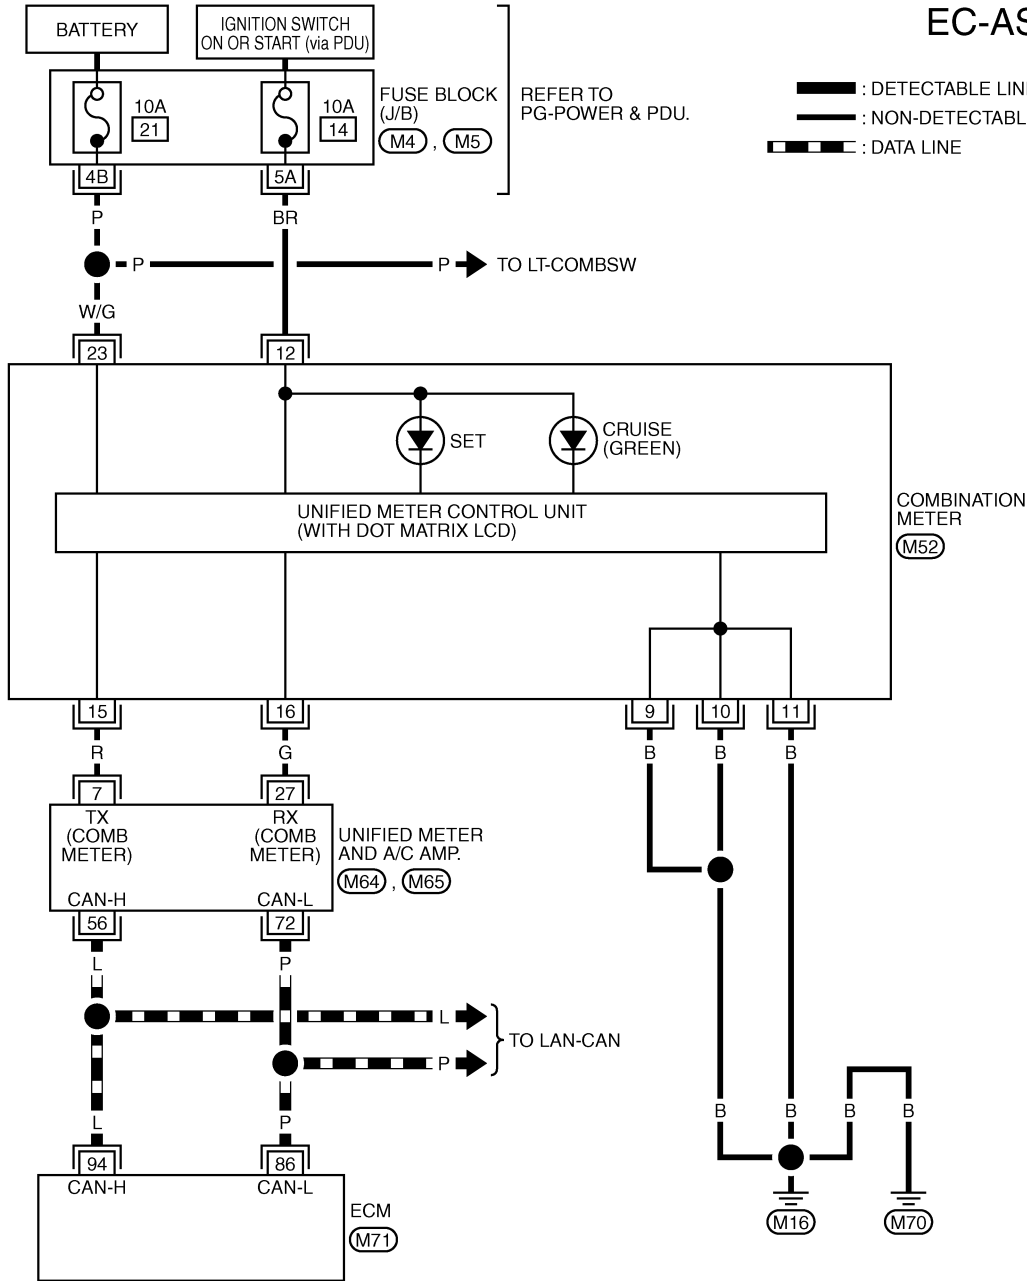 EC-AS
BATTERY
IGNITION SWITCH
ON OR START (via PDU)
10A
21
10A
14
FUSE BLOCK
(J/B)
M4 , M5
REFER TO
PG-POWER & PDU.
: DETECTABLE LIN
: NON-DETECTABL
: DATA LINE
4B
5A
P
BR
P
P
TO LT-COMBSW
W/G
23
12
SET
CRUISE
(GREEN)
UNIFIED METER CONTROL UNIT
(WITH DOT MATRIX LCD)
COMBINATION
METER
M52
15
16
9
10
11
R
G
B
B
B
7
27
TX
(COMB
METER)
RX
(COMB
METER)
UNIFIED METER
AND A/C AMP.
M64 , M65
CAN-H
CAN-L
56
72
L
P
L
P
TO LAN-CAN
L
P
B
B
B
B
94
86
CAN-H
CAN-L
ECM
M71
M16
M70